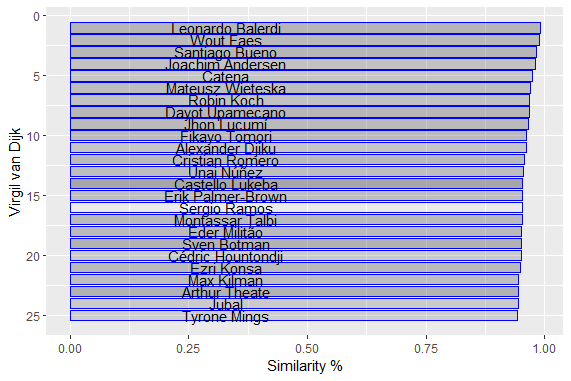 0
Leonardo Balerdi
Wout Faes
Santiago Bueno
Joachim Andersen
5
Catena
Mateusz Wieteska
Robin Koch
Dayot Upamecano
Jhon Lucumí
10
Fikayo Tomori
Alexander Djiku
Cristian Romero
Unai Núñez
Castello Lukeba
15
Erik Palmer-Brown
Sergio Ramos
Montassar Talbi
Éder Militão
Sven Botman
20
Cédric Hountondji
Ezri Konsa
Max Kilman
Arthur Theate
Jubal
25
Tyrone Mings
Virgil van Dijk
0.00 0.25 0.50 0.75 1.00
Similarity %